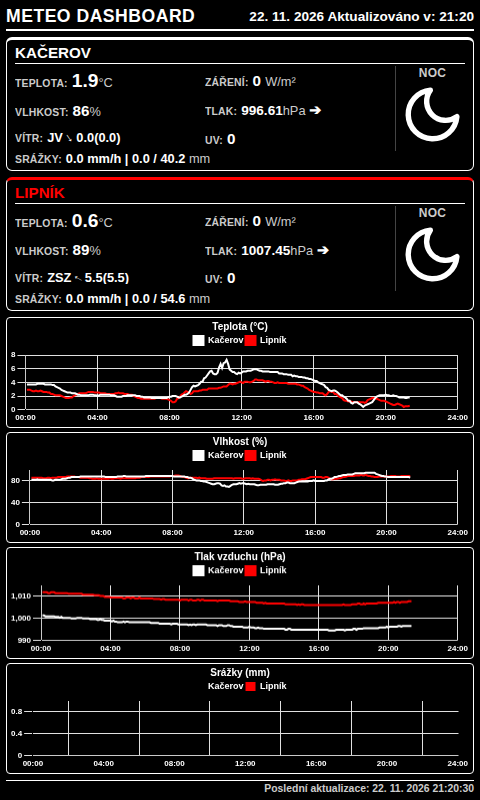 METEO DASHBOARD 22. 11. 2026 Aktualizováno v: 21:20
KAČEROV
TEPLOTA: 1.9°C ZÁŘENÍ: 0 W/m² NOC
VLHKOST: 86% TLAK: 996.61hPa ➔
VÍTR: JV 0.0(0.0) UV: 0
SRÁŽKY: 0.0 mm/h | 0.0 / 40.2 mm
LIPNÍK
TEPLOTA: 0.6°C ZÁŘENÍ: 0 W/m² NOC
VLHKOST: 89% TLAK: 1007.45hPa ➔
VÍTR: ZSZ 5.5(5.5) UV: 0
SRÁŽKY: 0.0 mm/h | 0.0 / 54.6 mm
Teplota (°C)
Kačerov Lipník
8
6
4
2
0
00:00 04:00 08:00 12:00 16:00 20:00 24:00
Vlhkost (%)
Kačerov Lipník
80
40
0
00:00 04:00 08:00 12:00 16:00 20:00 24:00
Tlak vzduchu (hPa)
Kačerov Lipník
1,010
1,000
990
00:00 04:00 08:00 12:00 16:00 20:00 24:00
Srážky (mm)
Kačerov Lipník
0.8
0.4
0
00:00 04:00 08:00 12:00 16:00 20:00 24:00
Poslední aktualizace: 22. 11. 2026 21:20:30